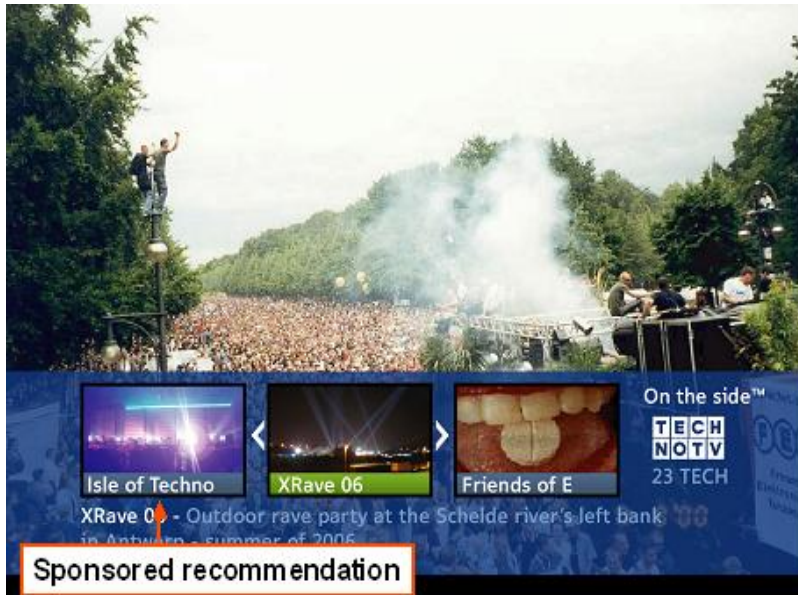 On the side™
TECH
NOTV
23 TECH
Isle of Techno
XRave 06
Friends of E
XRave 06 - Outdoor rave party at the Schelde river's left bank
in Antwerp - summer of 2006
Sponsored recommendation